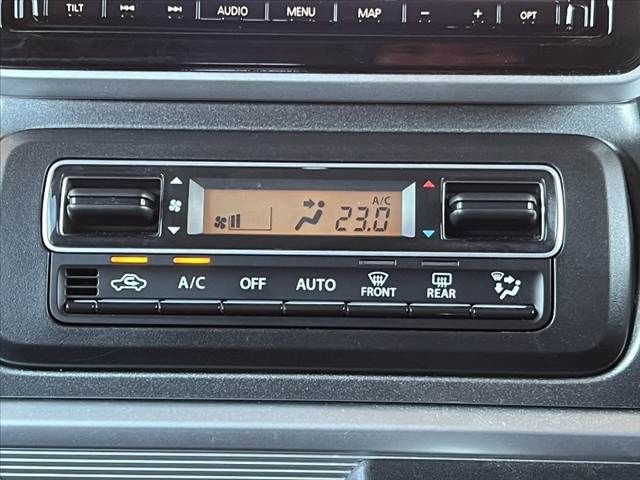 TILT AUDIO MENU MAP - + OPT
A/C
23.0
A/C OFF AUTO FRONT REAR